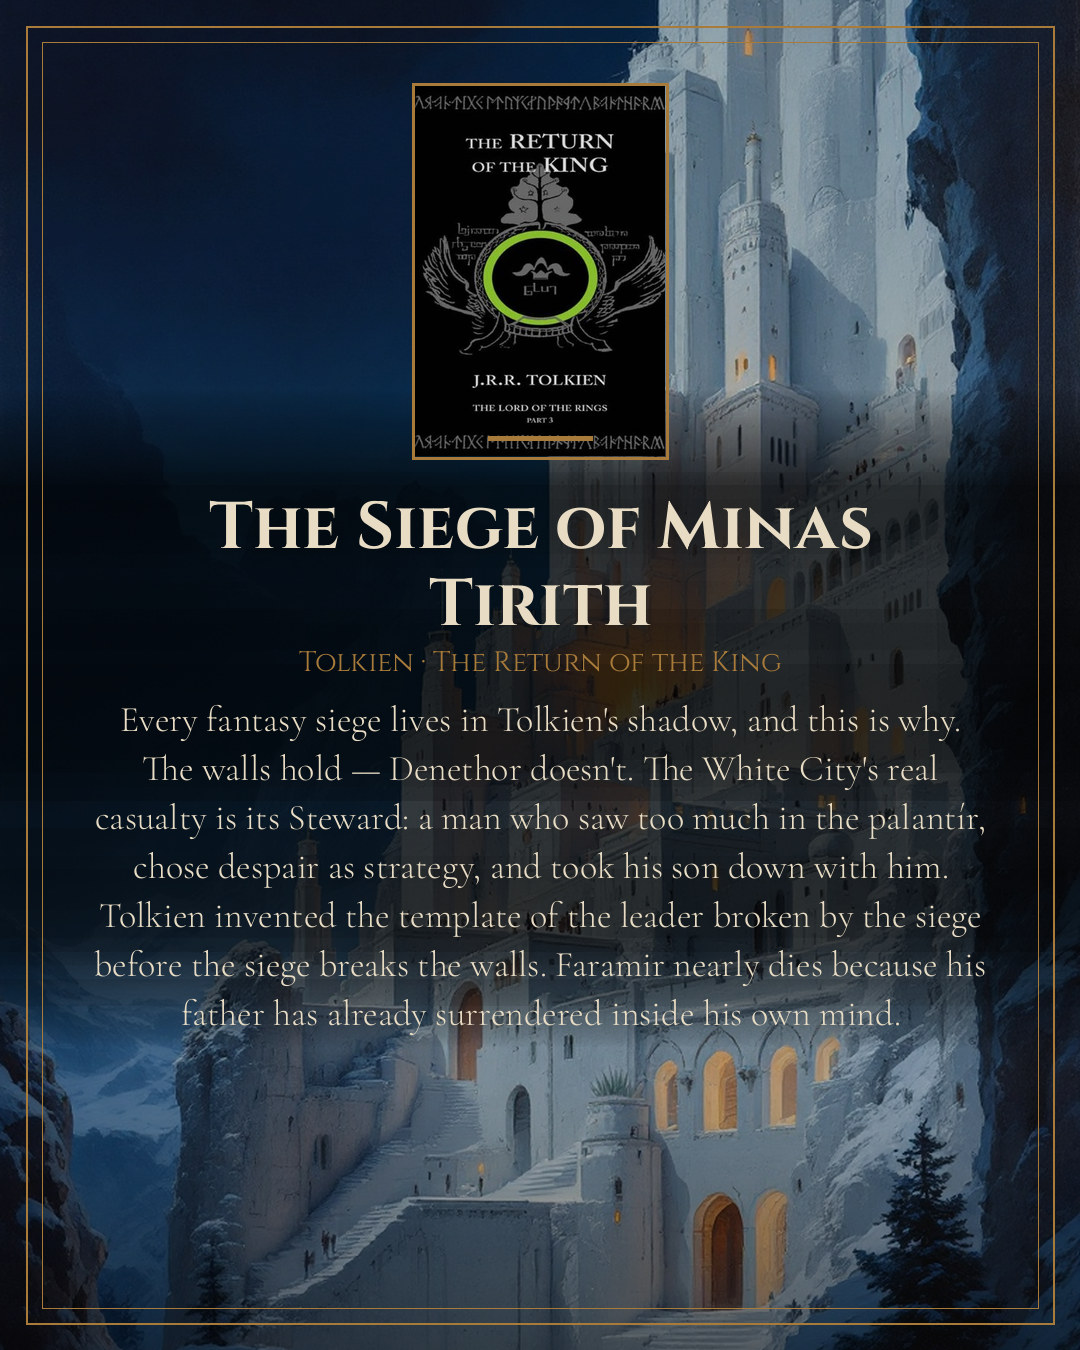 THE RETURN
OF THE KING
J.R.R. TOLKIEN
THE LORD OF THE RINGS
PART 3
The Siege of Minas
Tirith
Tolkien · The Return of the King
Every fantasy siege lives in Tolkien's shadow, and this is why.
The walls hold — Denethor doesn't. The White City's real
casualty is its Steward: a man who saw too much in the palantír,
chose despair as strategy, and took his son down with him.
Tolkien invented the template of the leader broken by the siege
before the siege breaks the walls. Faramir nearly dies because his
father has already surrendered inside his own mind.